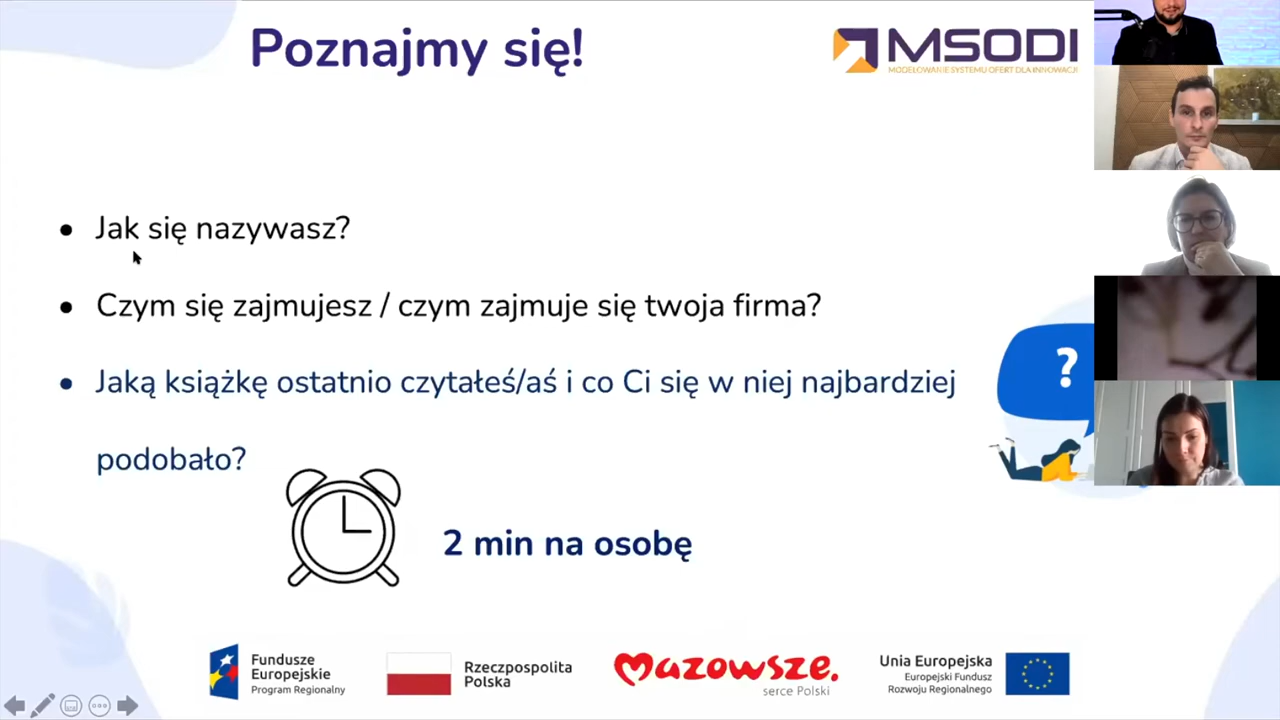 Poznajmy się!
MSODI
MODELOWANIE SYSTEMU OFERT DLA INNOWACJI
• Jak się nazywasz?
• Czym się zajmujesz / czym zajmuje się twoja firma?
• Jaką książkę ostatnio czytałeś/aś i co Ci się w niej najbardziej
podobało?
?
2 min na osobę
Fundusze
Europejskie
Program Regionalny
Rzeczpospolita
Polska
Mazowsze.
serce Polski
Unia Europejska
Europejski Fundusz
Rozwoju Regionalnego